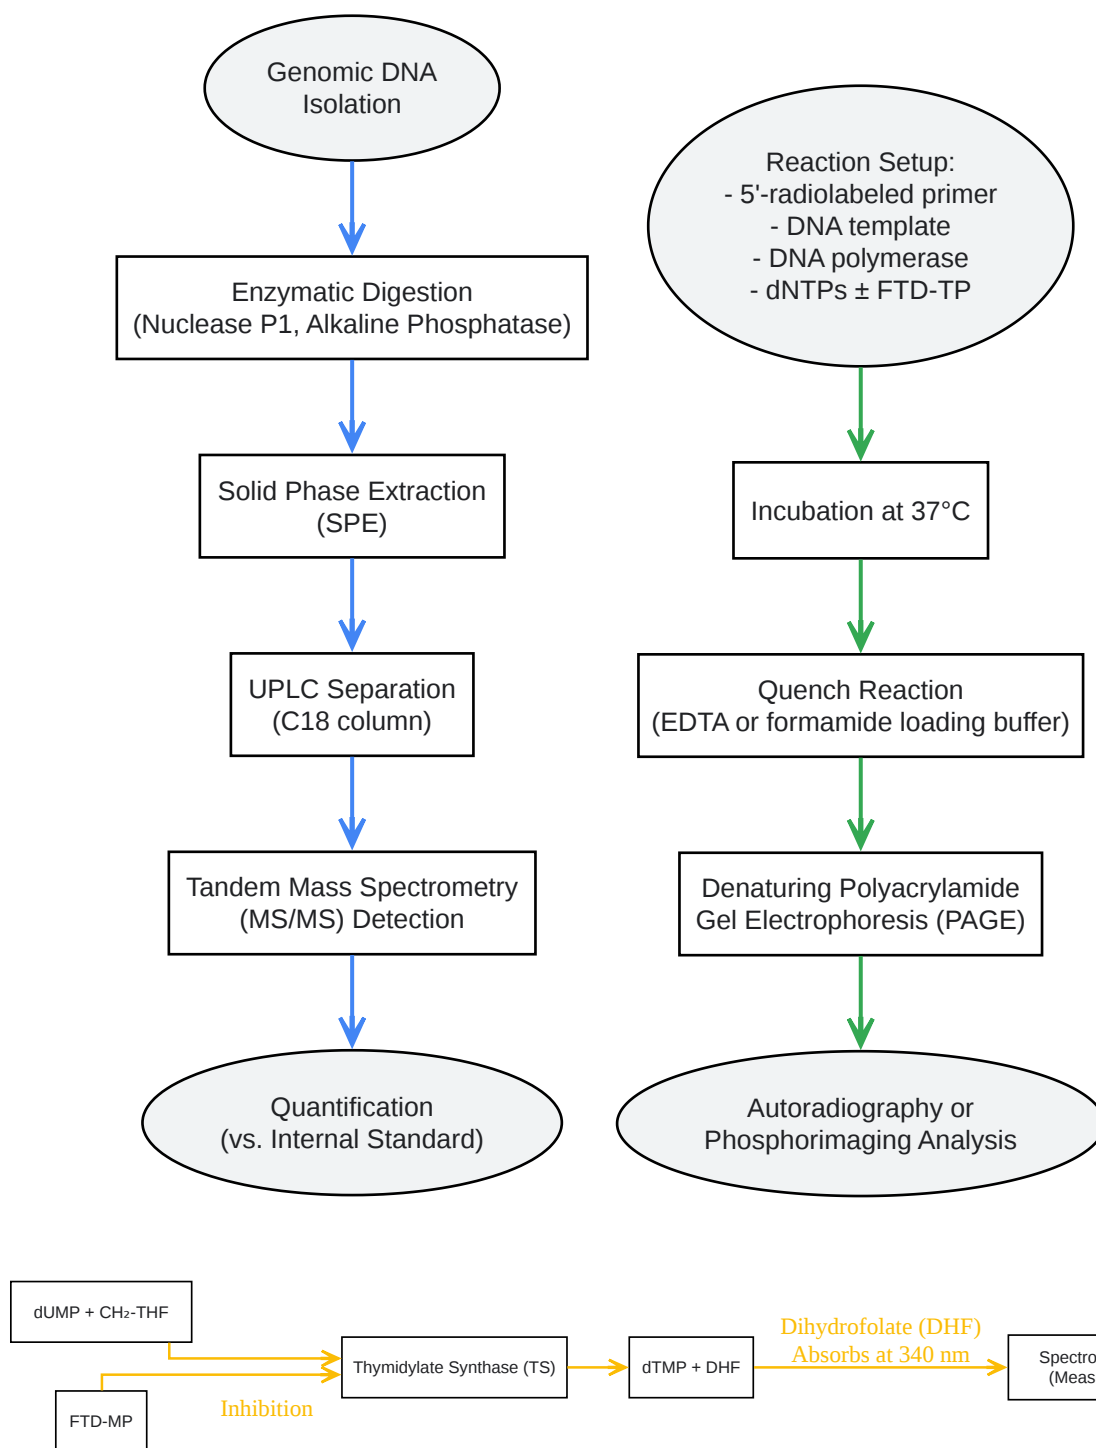 Genomic DNA
Isolation
Enzymatic Digestion
(Nuclease P1, Alkaline Phosphatase)
Solid Phase Extraction
(SPE)
UPLC Separation
(C18 column)
Tandem Mass Spectrometry
(MS/MS) Detection
Quantification
(vs. Internal Standard)
Reaction Setup:
- 5'-radiolabeled primer
- DNA template
- DNA polymerase
- dNTPs ± FTD-TP
Incubation at 37°C
Quench Reaction
(EDTA or formamide loading buffer)
Denaturing Polyacrylamide
Gel Electrophoresis (PAGE)
Autoradiography or
Phosphorimaging Analysis
dUMP + CH₂-THF
FTD-MP
Inhibition
Thymidylate Synthase (TS)
dTMP + DHF
Dihydrofolate (DHF)
Absorbs at 340 nm
Spectro
(Meas